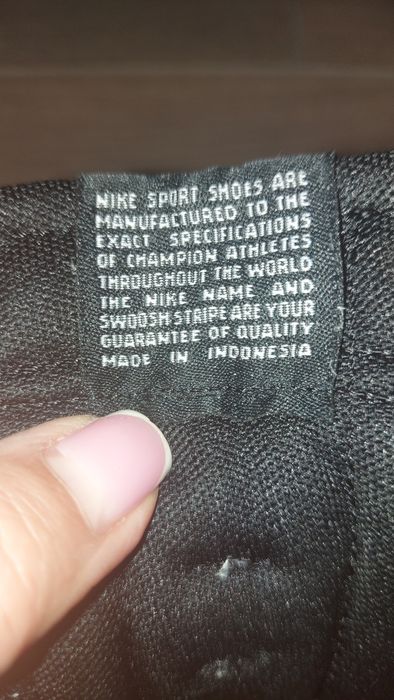 NIKE SPORT SHOES ARE
MANUFACTURED TO THE
EXACT SPECIFICATIONS
OF CHAMPION ATHLETES
THROUGHOUT THE WORLD
THE NIKE NAME AND
SWOOSH STRIPE ARE YOUR
GUARANTEE OF QUALITY
MADE IN INDONESIA